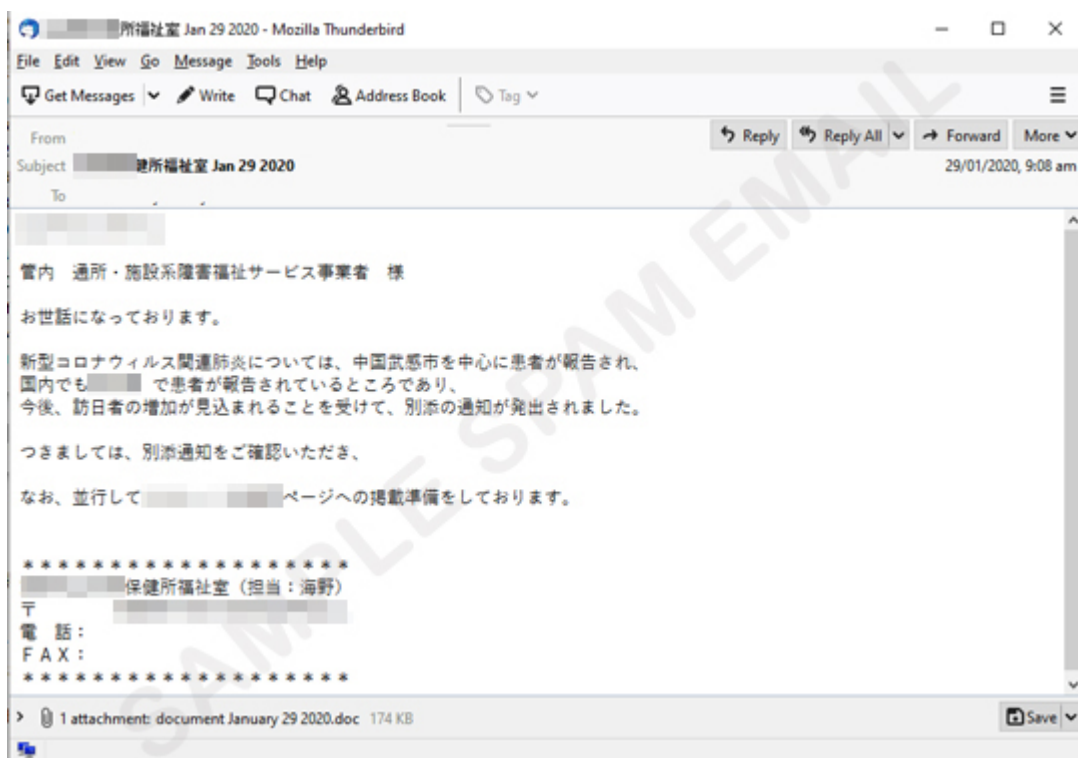 所福祉室 Jan 29 2020 - Mozilla Thunderbird
File Edit View Go Message Tools Help
Get Messages Write Chat Address Book Tag
From Reply Reply All Forward More
Subject 健所福祉室 Jan 29 2020 29/01/2020, 9:08 am
To
管内 通所・施設系障害福祉サービス事業者 様
お世話になっております。
新型コロナウィルス関連肺炎については、中国武感市を中心に患者が報告され、
国内でも で患者が報告されているところであり、
今後、訪日者の増加が見込まれることを受けて、別添の通知が発出されました。
つきましては、別添通知をご確認いただき、
なお、並行して ページへの掲載準備をしております。
* * * * * * * * * * * * * * * * * * *
保健所福祉室（担当：海野）
〒
電 話：
ＦＡＸ：
* * * * * * * * * * * * * * * * * * *
1 attachment: document January 29 2020.doc 174 KB Save
SAMPLE SPAM EMAIL